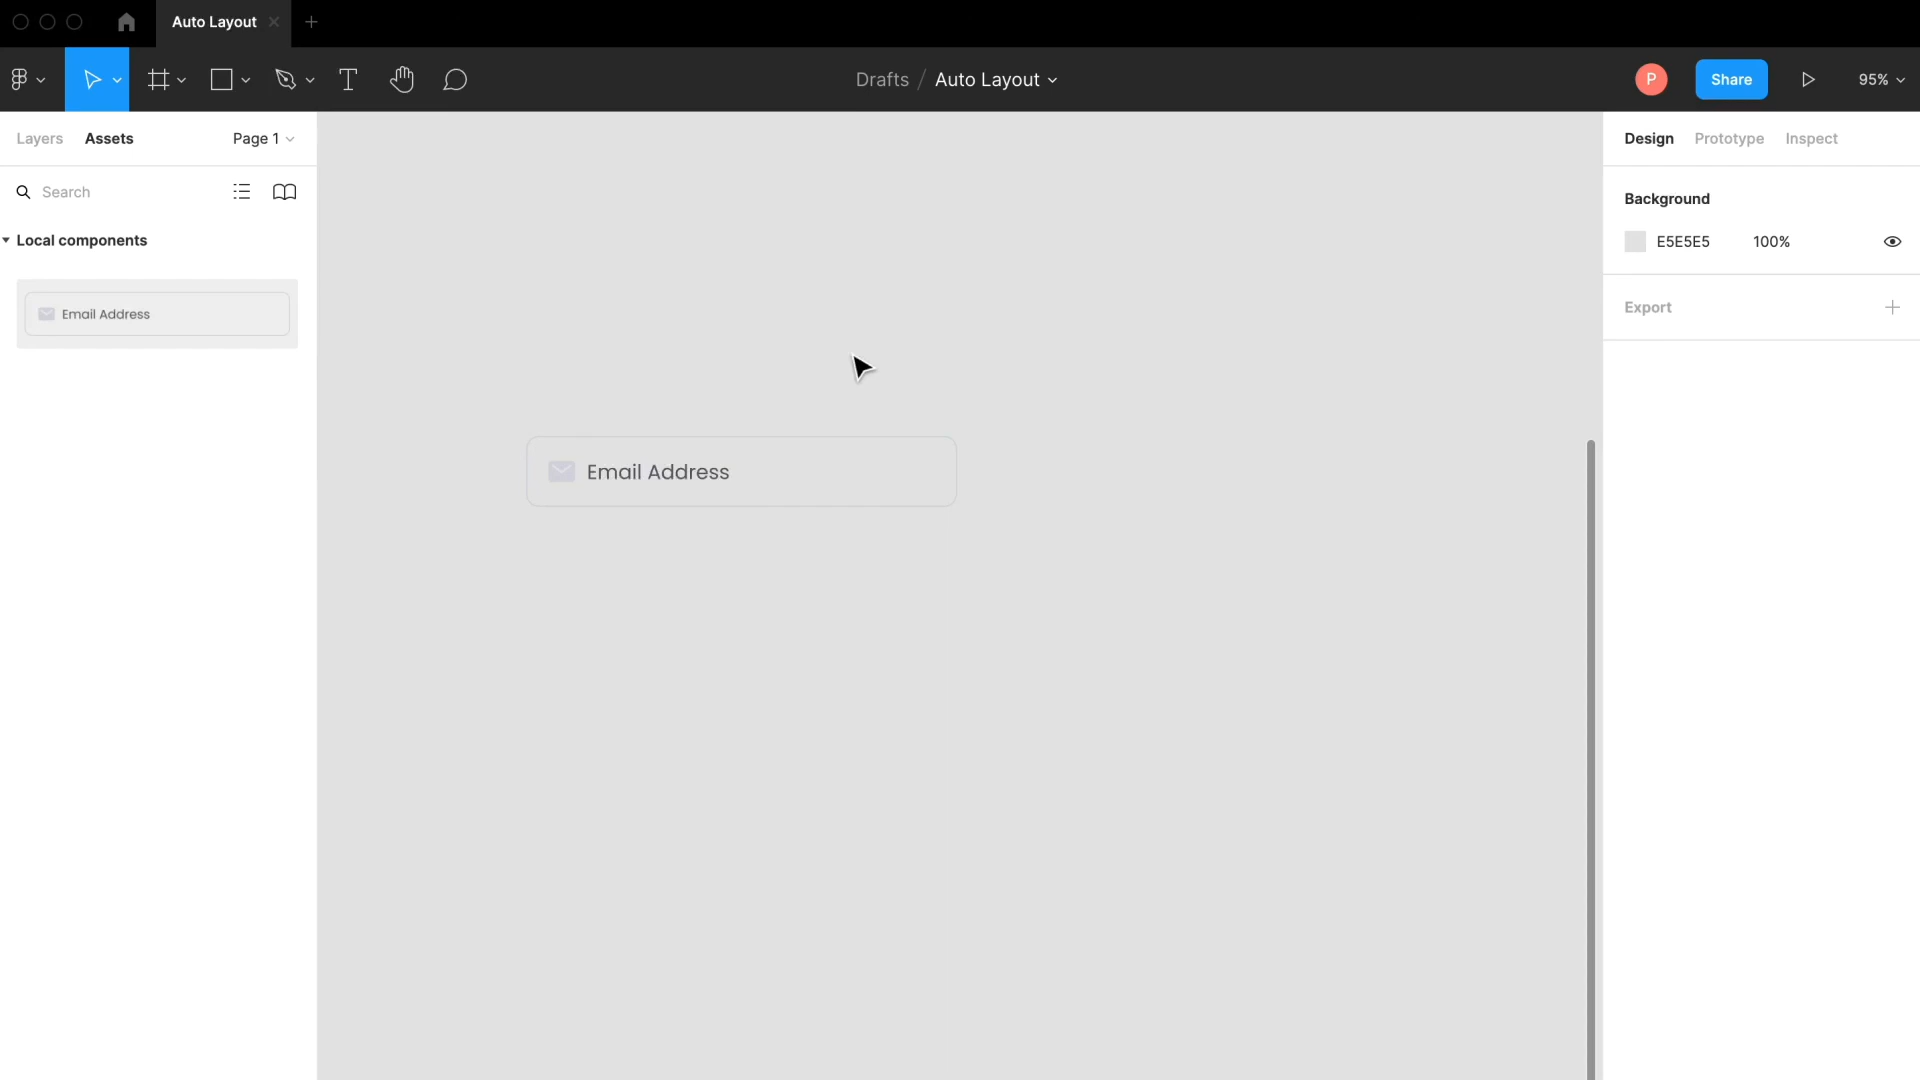 Auto Layout
Drafts / Auto Layout
P
Share
95%
Layers Assets Page 1
Search
Local components
Email Address
Email Address
Design Prototype Inspect
Background
E5E5E5 100%
Export